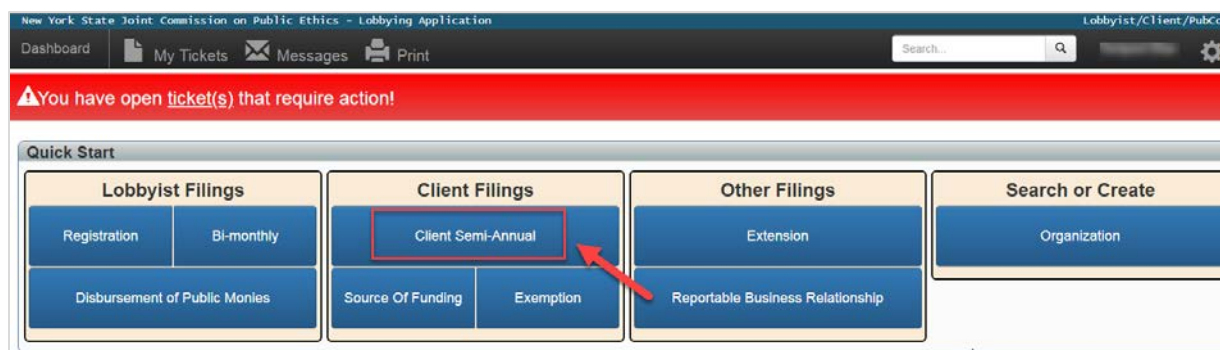 New York State Joint Commission on Public Ethics - Lobbying Application
Lobbyist/Client/PubCo
Dashboard My Tickets Messages Print Search...
You have open ticket(s) that require action!
Quick Start
Lobbyist Filings Client Filings Other Filings Search or Create
Registration Bi-monthly Client Semi-Annual Extension Organization
Disbursement of Public Monies Source Of Funding Exemption Reportable Business Relationship